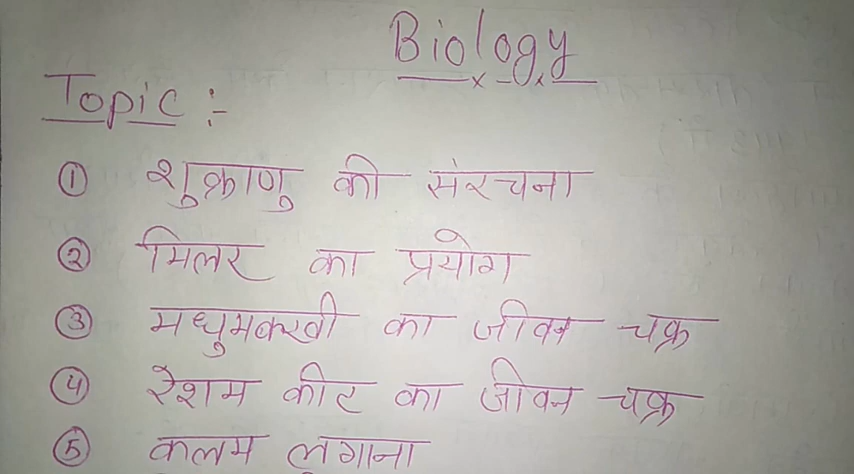 Biology
Topic :-
① शुक्राणु की संरचना
② मिलर का प्रयोग
③ मधुमक्खी का जीवन चक्र
④ रेशम कीट का जीवन चक्र
⑤ कलम लगाना